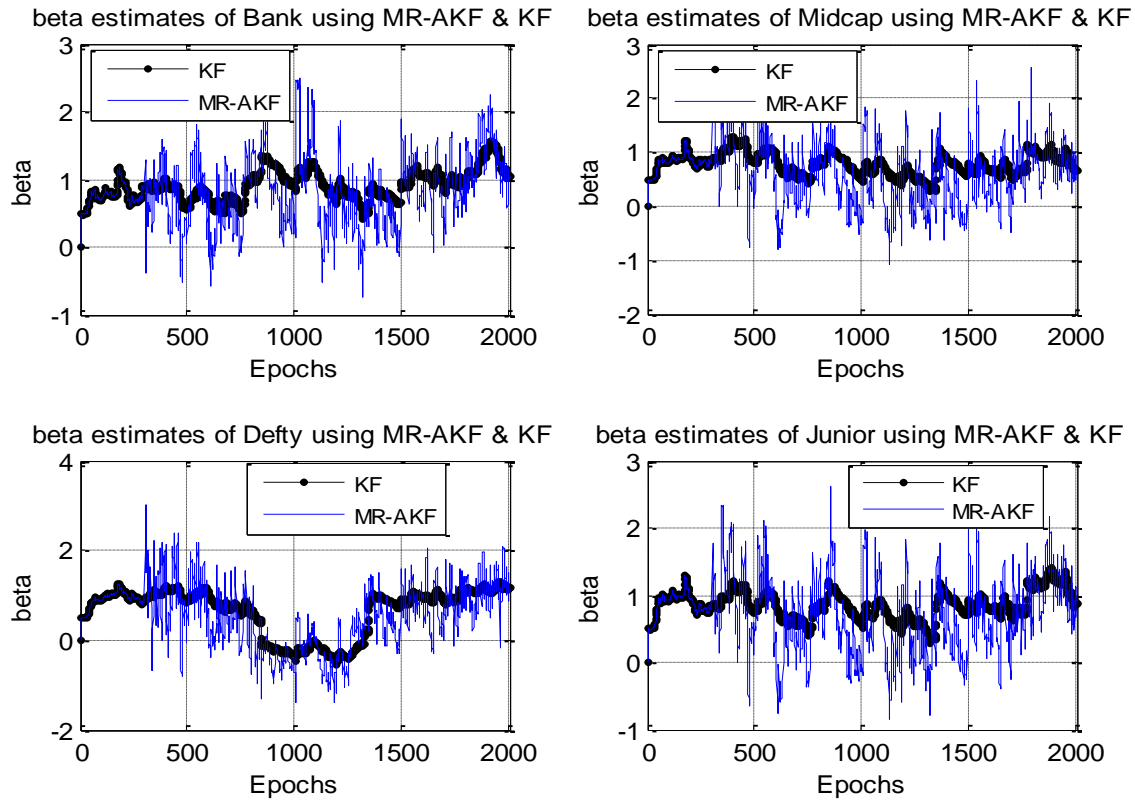 beta estimates of Bank using MR-AKF & KF
3
2
1
0
-1
beta
KF
MR-AKF
0 500 1000 1500 2000
Epochs
beta estimates of Midcap using MR-AKF & KF
3
2
1
0
-1
-2
beta
KF
MR-AKF
0 500 1000 1500 2000
Epochs
beta estimates of Defty using MR-AKF & KF
4
2
0
-2
beta
KF
MR-AKF
0 500 1000 1500 2000
Epochs
beta estimates of Junior using MR-AKF & KF
3
2
1
0
-1
beta
KF
MR-AKF
0 500 1000 1500 2000
Epochs